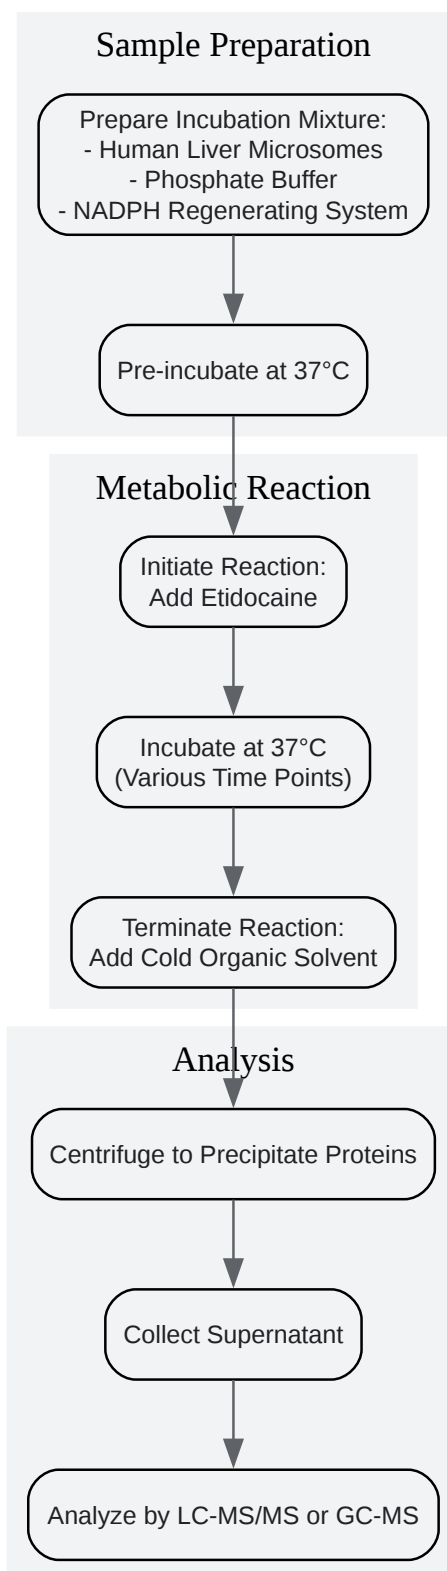 Sample Preparation
Prepare Incubation Mixture:
- Human Liver Microsomes
- Phosphate Buffer
- NADPH Regenerating System
Pre-incubate at 37°C
Metabolic Reaction
Initiate Reaction:
Add Etidocaine
Incubate at 37°C
(Various Time Points)
Terminate Reaction:
Add Cold Organic Solvent
Analysis
Centrifuge to Precipitate Proteins
Collect Supernatant
Analyze by LC-MS/MS or GC-MS